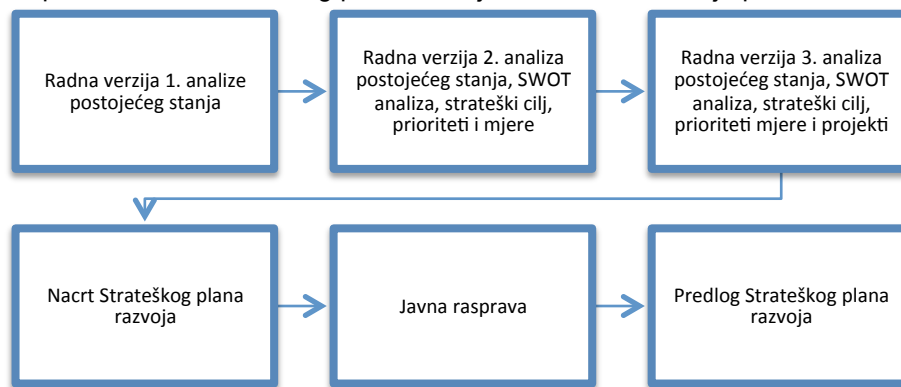 Radna verzija 1. analize
postojećeg stanja
Radna verzija 2. analiza
postojećeg stanja, SWOT
analiza, strateški cilj,
prioriteti i mjere
Radna verzija 3. analiza
postojećeg stanja, SWOT
analiza, strateški cilj,
prioriteti mjere i projekti
Nacrt Strateškog plana
razvoja
Javna rasprava
Predlog Strateškog plana
razvoja